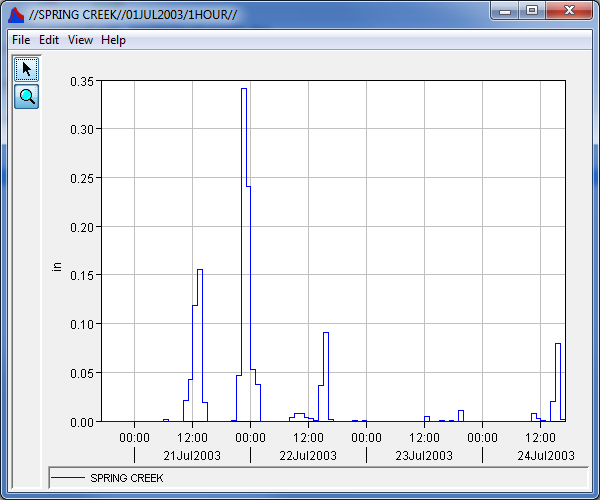 //SPRING CREEK//01JUL2003/1HOUR//
File Edit View Help
0.35
0.30
0.25
0.20
0.15
0.10
0.05
0.00
in
00:00 12:00 00:00 12:00 00:00 12:00 00:00 12:00
21Jul2003 22Jul2003 23Jul2003 24Jul2003
SPRING CREEK